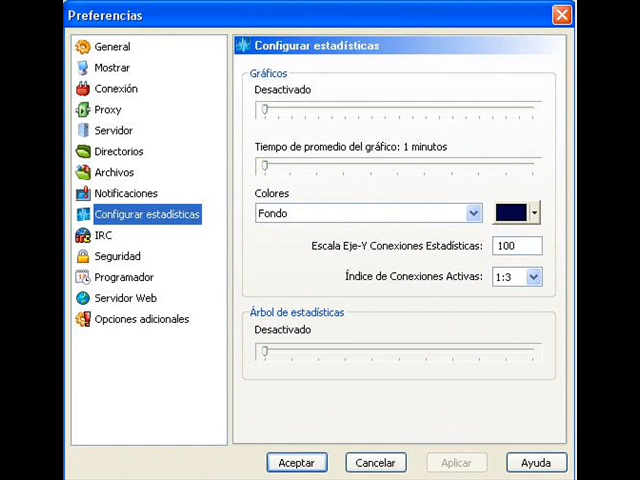 Preferencias
General
Mostrar
Conexión
Proxy
Servidor
Directorios
Archivos
Notificaciones
Configurar estadísticas
IRC
Seguridad
Programador
Servidor Web
Opciones adicionales
Configurar estadísticas
Gráficos
Desactivado
Tiempo de promedio del gráfico: 1 minutos
Colores
Fondo
Escala Eje-Y Conexiones Estadísticas: 100
Índice de Conexiones Activas: 1:3
Árbol de estadísticas
Desactivado
Aceptar Cancelar Aplicar Ayuda